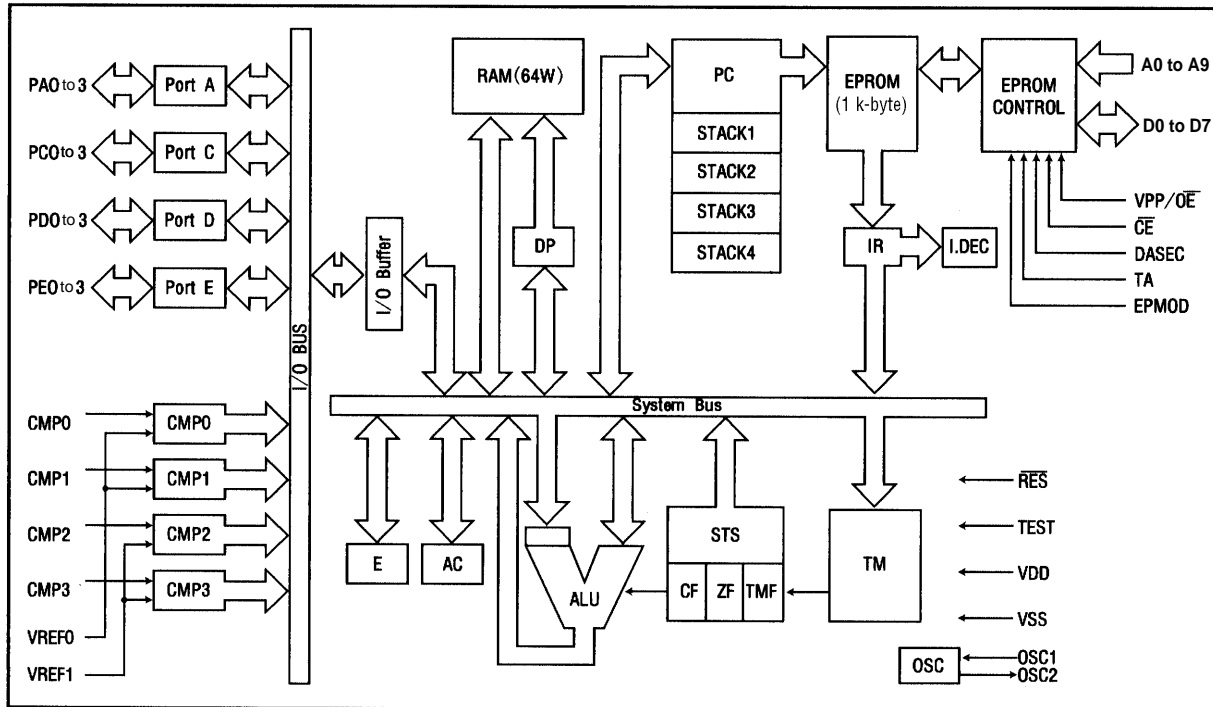 PA0 to 3
Port A
PC0 to 3
Port C
PD0 to 3
Port D
PE0 to 3
Port E
I/O BUS
I/O Buffer
RAM(64W)
DP
PC
STACK1
STACK2
STACK3
STACK4
EPROM
(1 k-byte)
EPROM
CONTROL
A0 to A9
D0 to D7
VPP/O̅E̅
C̅E̅
DASEC
TA
EPMOD
IR
I.DEC
System Bus
CMP0
CMP0
CMP1
CMP1
CMP2
CMP2
CMP3
CMP3
VREF0
VREF1
E
AC
ALU
STS
CF
ZF
TMF
TM
R̅E̅S̅
TEST
VDD
VSS
OSC
OSC1
OSC2